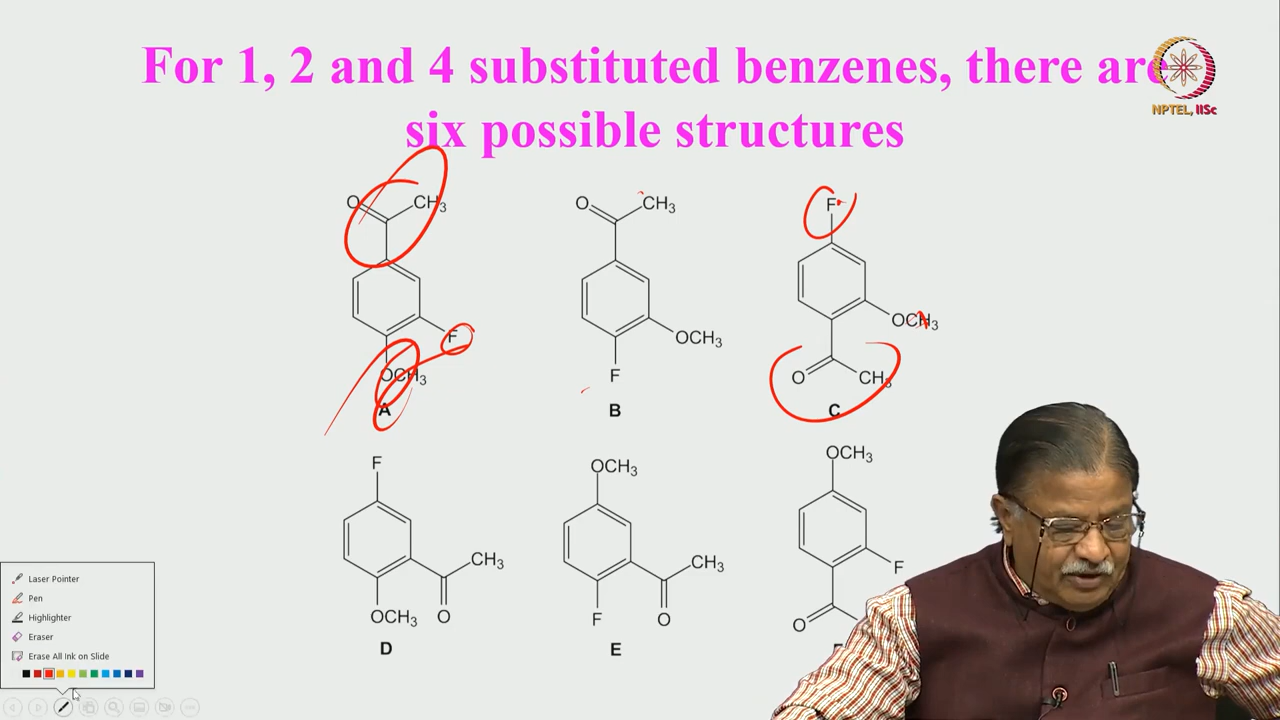 For 1, 2 and 4 substituted benzenes, there are
six possible structures
NPTEL, IISc
O CH₃
F
OCH₃
A
O CH₃
OCH₃
F
B
F
OCH₃
O CH₃
C
F
CH₃
OCH₃ O
D
OCH₃
CH₃
F O
E
OCH₃
F
O
Laser Pointer
Pen
Highlighter
Eraser
Erase All Ink on Slide